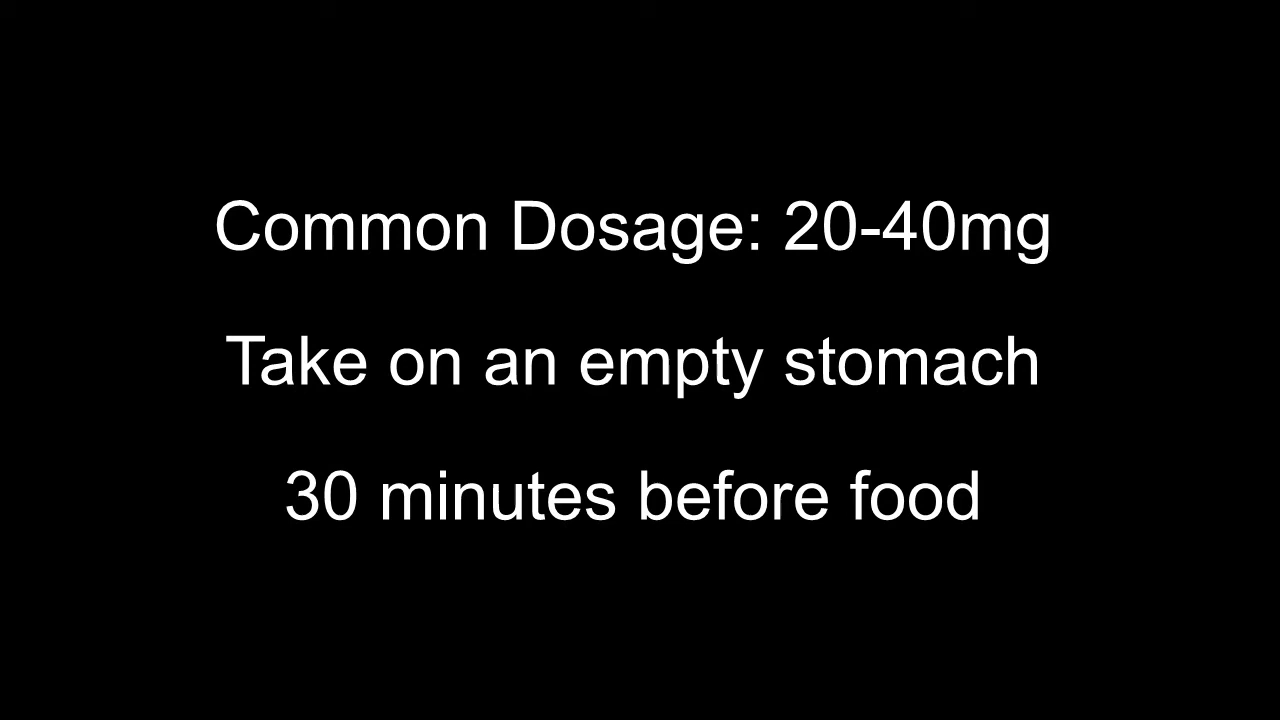 Common Dosage: 20-40mg
Take on an empty stomach
30 minutes before food